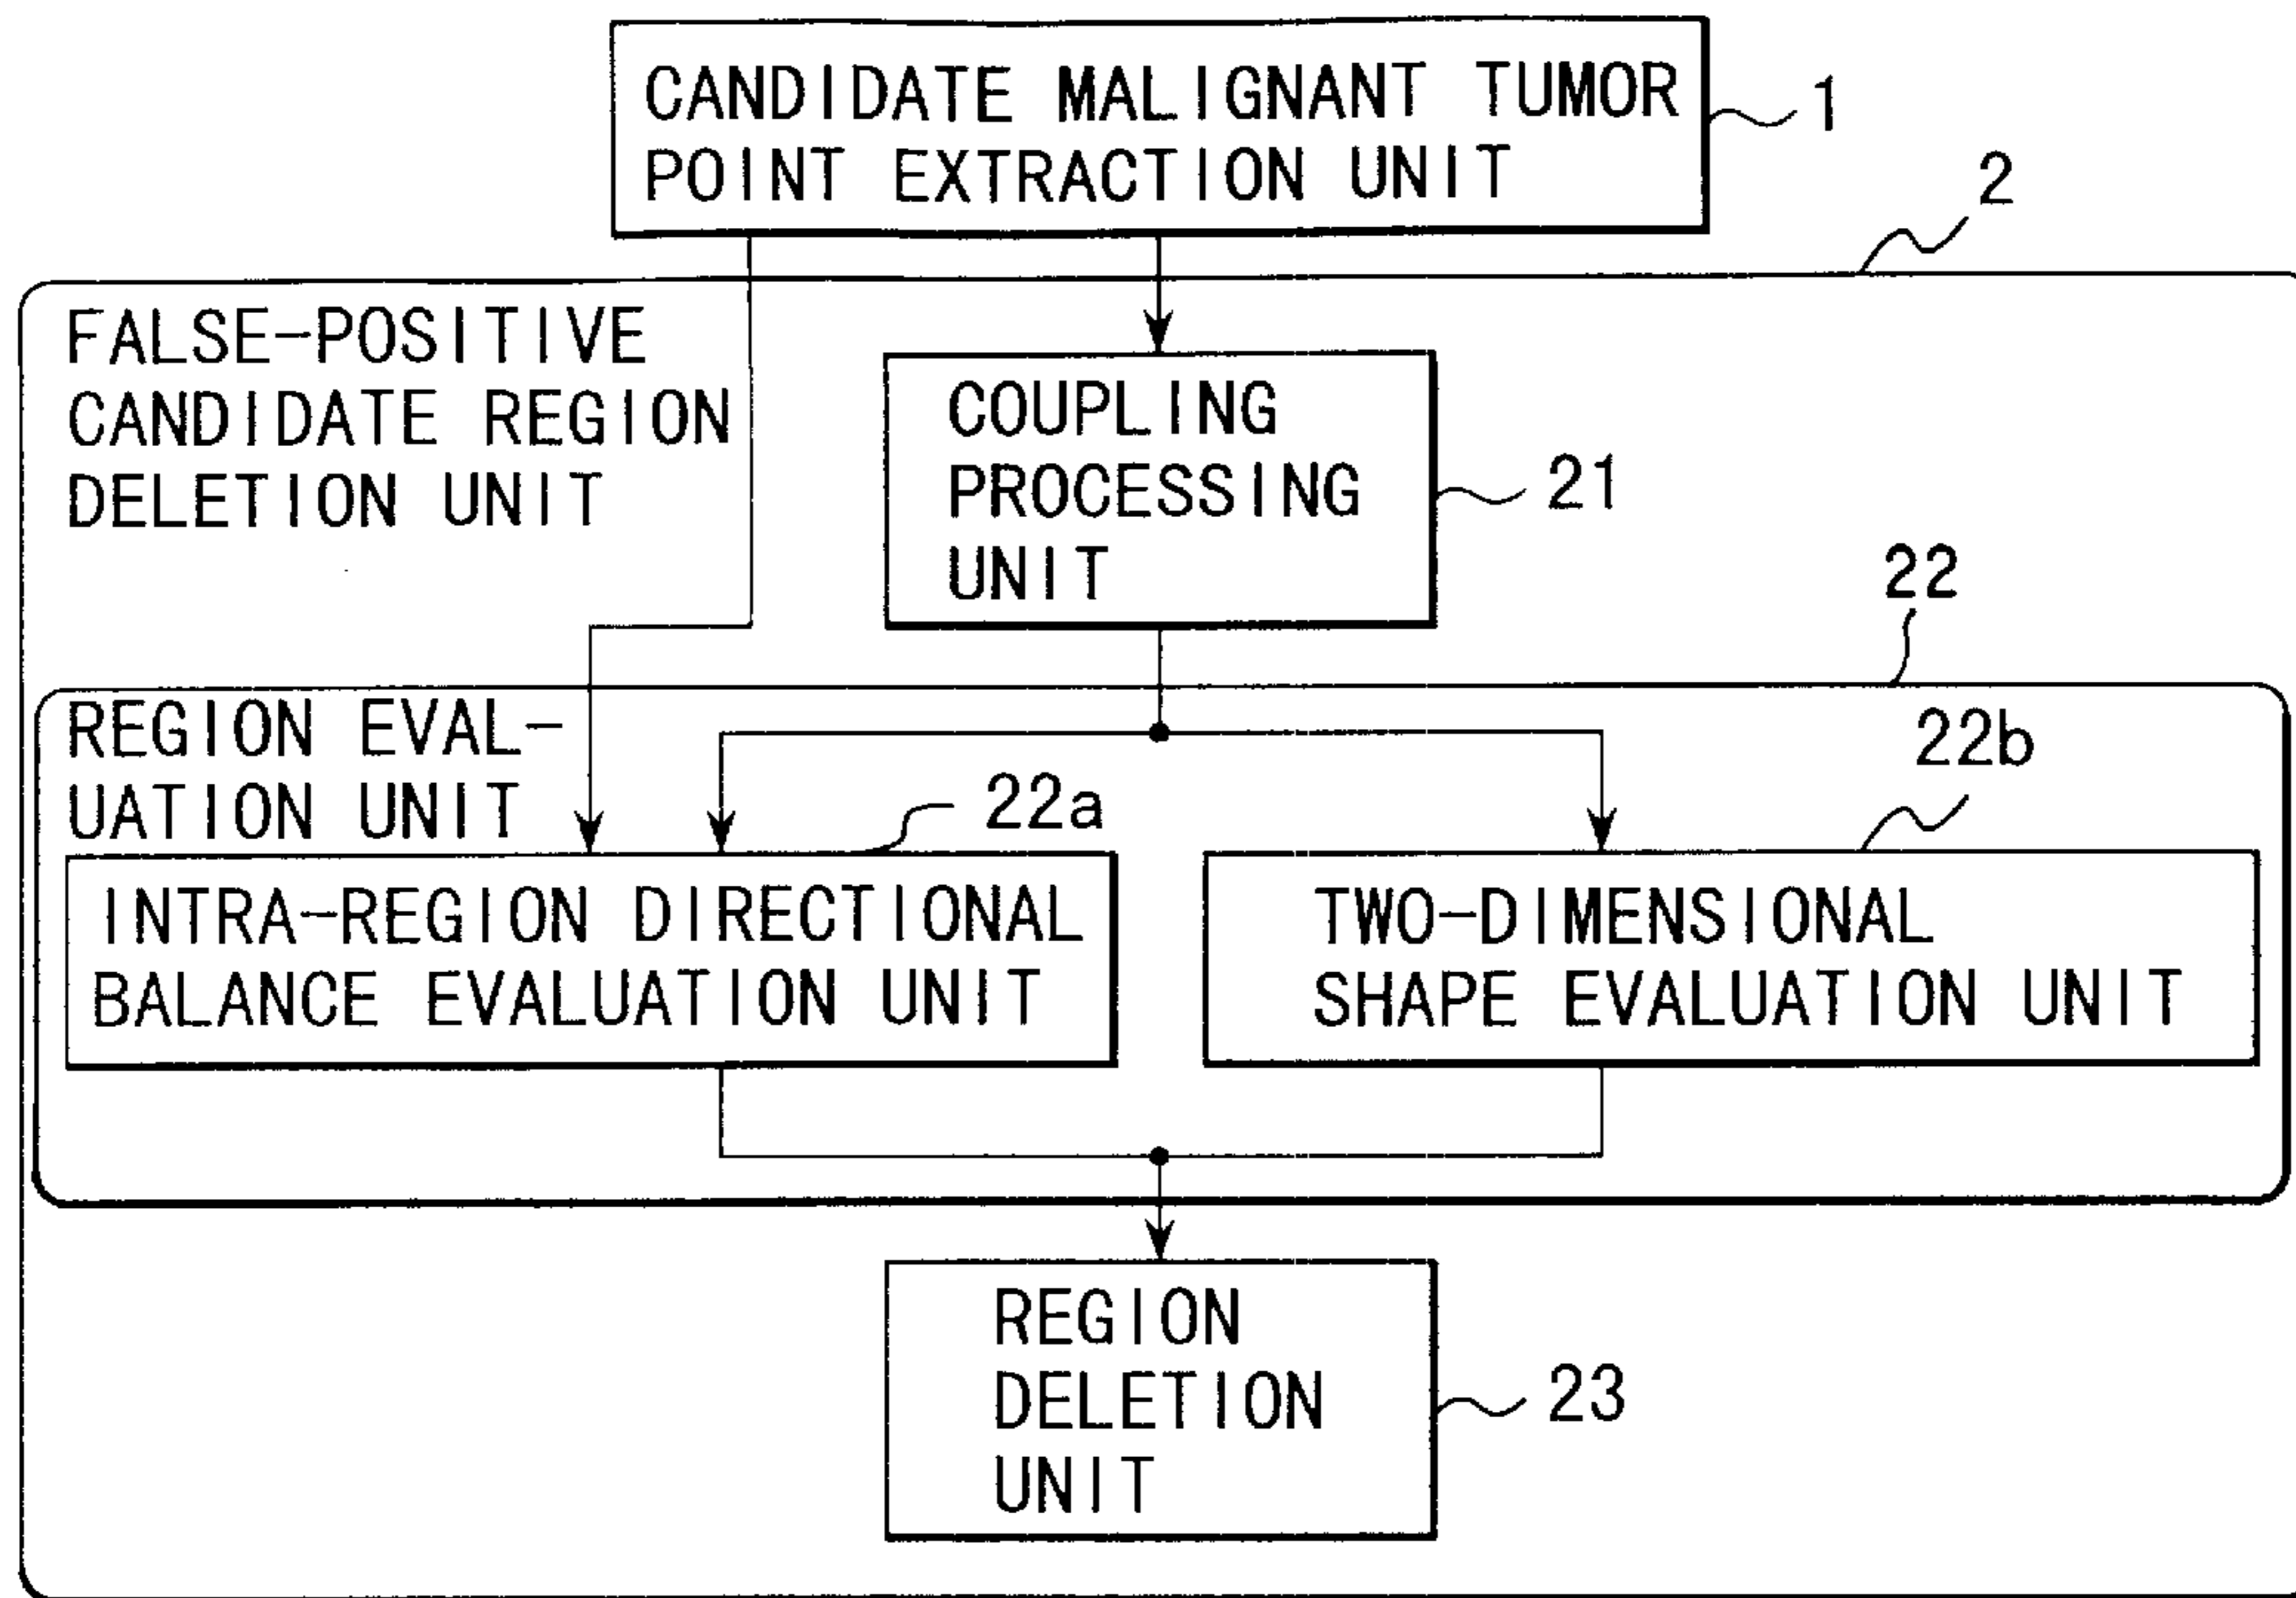 CANDIDATE MALIGNANT TUMOR
POINT EXTRACTION UNIT
1
2
FALSE-POSITIVE
CANDIDATE REGION
DELETION UNIT
COUPLING
PROCESSING
UNIT
21
22
REGION EVAL-
UATION UNIT
22a
22b
INTRA-REGION DIRECTIONAL
BALANCE EVALUATION UNIT
TWO-DIMENSIONAL
SHAPE EVALUATION UNIT
REGION
DELETION
UNIT
23